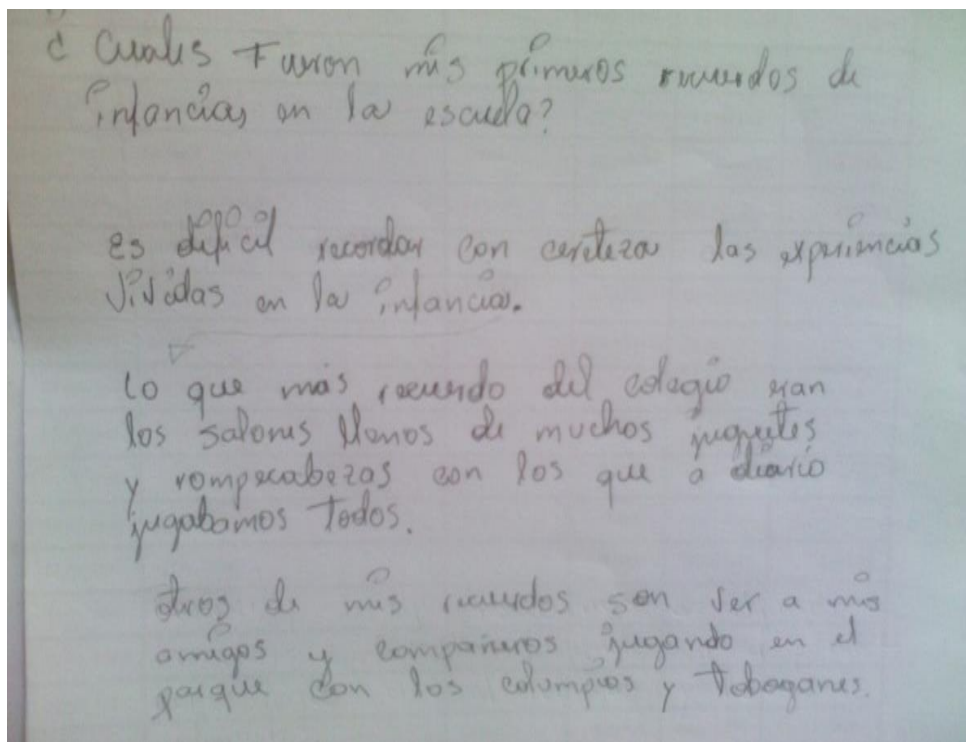 ¿Cuales Fueron mis primeros recuerdos de
infancia, en la escuela?
es dificil recordar con certeza las experiencias
vividas en la infancia.
lo que más recuerdo del colegio eran
los salones llenos de muchos juguetes
y rompecabezas con los que a diario
jugabamos Todos.
otros de mis recuerdos son ver a mis
amigos y compañeros jugando en el
parque con los columpios y Toboganes.